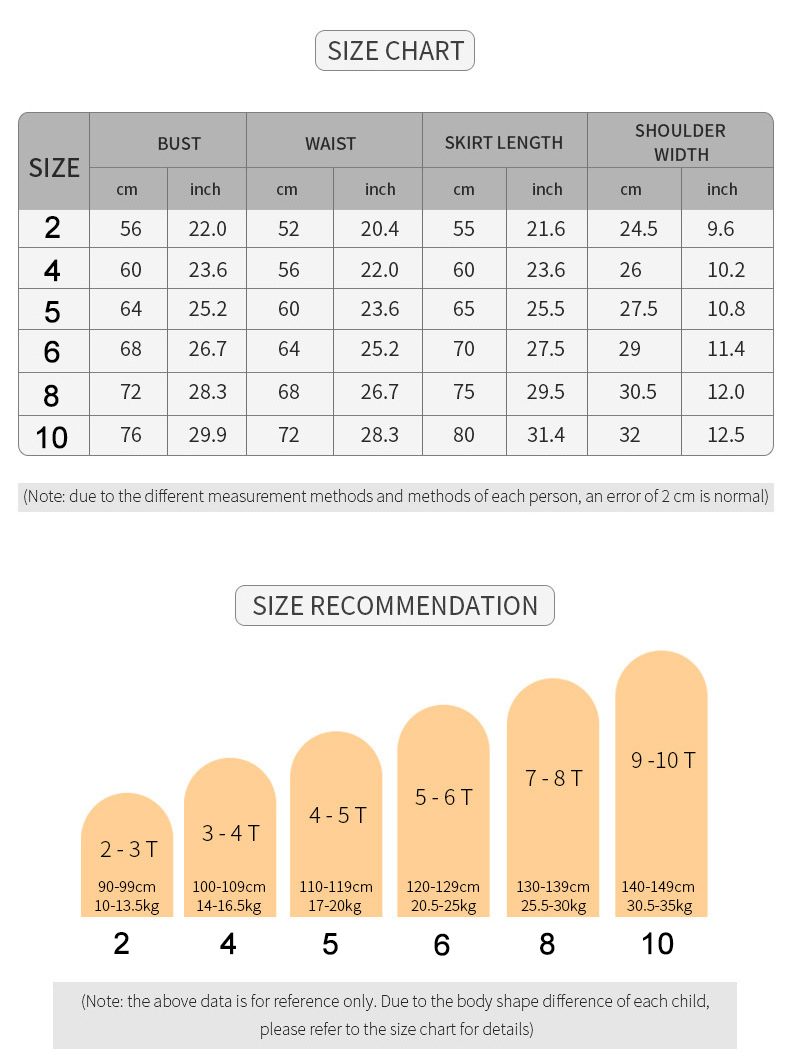 SIZE CHART
SIZE BUST WAIST SKIRT LENGTH SHOULDER WIDTH
cm inch cm inch cm inch cm inch
2 56 22.0 52 20.4 55 21.6 24.5 9.6
4 60 23.6 56 22.0 60 23.6 26 10.2
5 64 25.2 60 23.6 65 25.5 27.5 10.8
6 68 26.7 64 25.2 70 27.5 29 11.4
8 72 28.3 68 26.7 75 29.5 30.5 12.0
10 76 29.9 72 28.3 80 31.4 32 12.5
(Note: due to the different measurement methods and methods of each person, an error of 2 cm is normal)
SIZE RECOMMENDATION
2 - 3 T 3 - 4 T 4 - 5 T 5 - 6 T 7 - 8 T 9 -10 T
90-99cm 100-109cm 110-119cm 120-129cm 130-139cm 140-149cm
10-13.5kg 14-16.5kg 17-20kg 20.5-25kg 25.5-30kg 30.5-35kg
2 4 5 6 8 10
(Note: the above data is for reference only. Due to the body shape difference of each child,
please refer to the size chart for details)